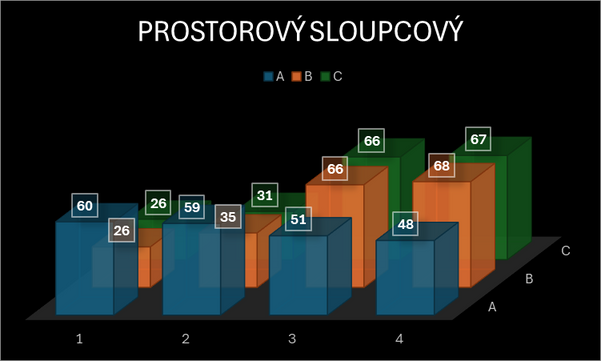 PROSTOROVÝ SLOUPCOVÝ
A B C
66 67
66 68
60 26 59 31
26 35 51 48
C
B
A
1 2 3 4